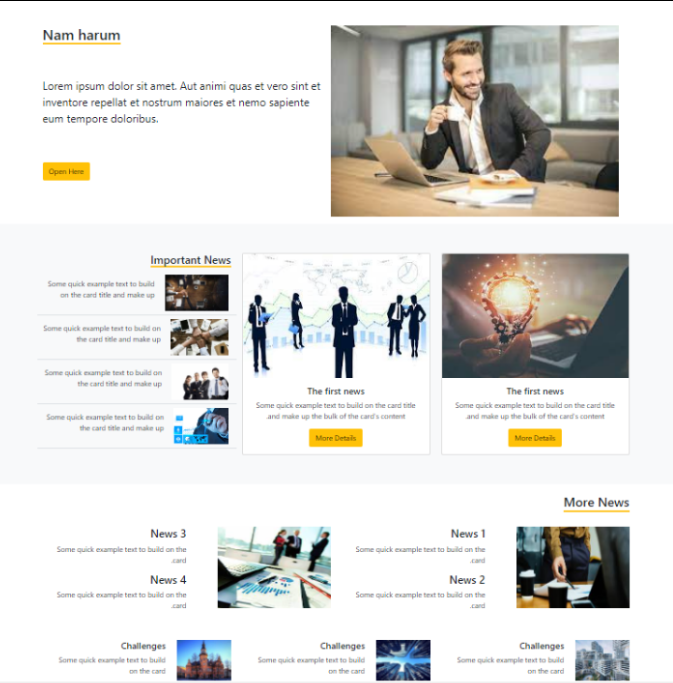 Nam harum
Lorem ipsum dolor sit amet. Aut animi quas et vero sint et
inventore repellat et nostrum maiores et nemo sapiente
eum tempore doloribus.
Open Here
Important News
Some quick example text to build
on the card title and make up
Some quick example text to build on
the card title and make up
Some quick example text to build on
the card title and make up
Some quick example text to build on
the card title and make up
The first news
Some quick example text to build on the card title
and make up the bulk of the card's content.
More Details
The first news
Some quick example text to build on the card title
.and make up the bulk of the card's content
More Details
More News
News 3
Some quick example text to build on the
.card
News 4
Some quick example text to build on the
.card
News 1
Some quick example text to build on the
.card
News 2
Some quick example text to build on the
.card
Challenges
Some quick example text to build
on the card
Challenges
Some quick example text to build
on the card
Challenges
Some quick example text to build
on the card